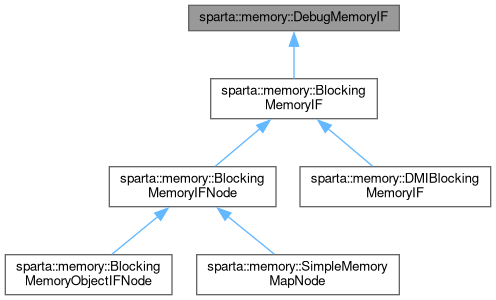 sparta::memory::DebugMemoryIF
sparta::memory::Blocking
MemoryIF
sparta::memory::Blocking
MemoryIFNode
sparta::memory::DMIBlocking
MemoryIF
sparta::memory::Blocking
MemoryObjectIFNode
sparta::memory::SimpleMemory
MapNode